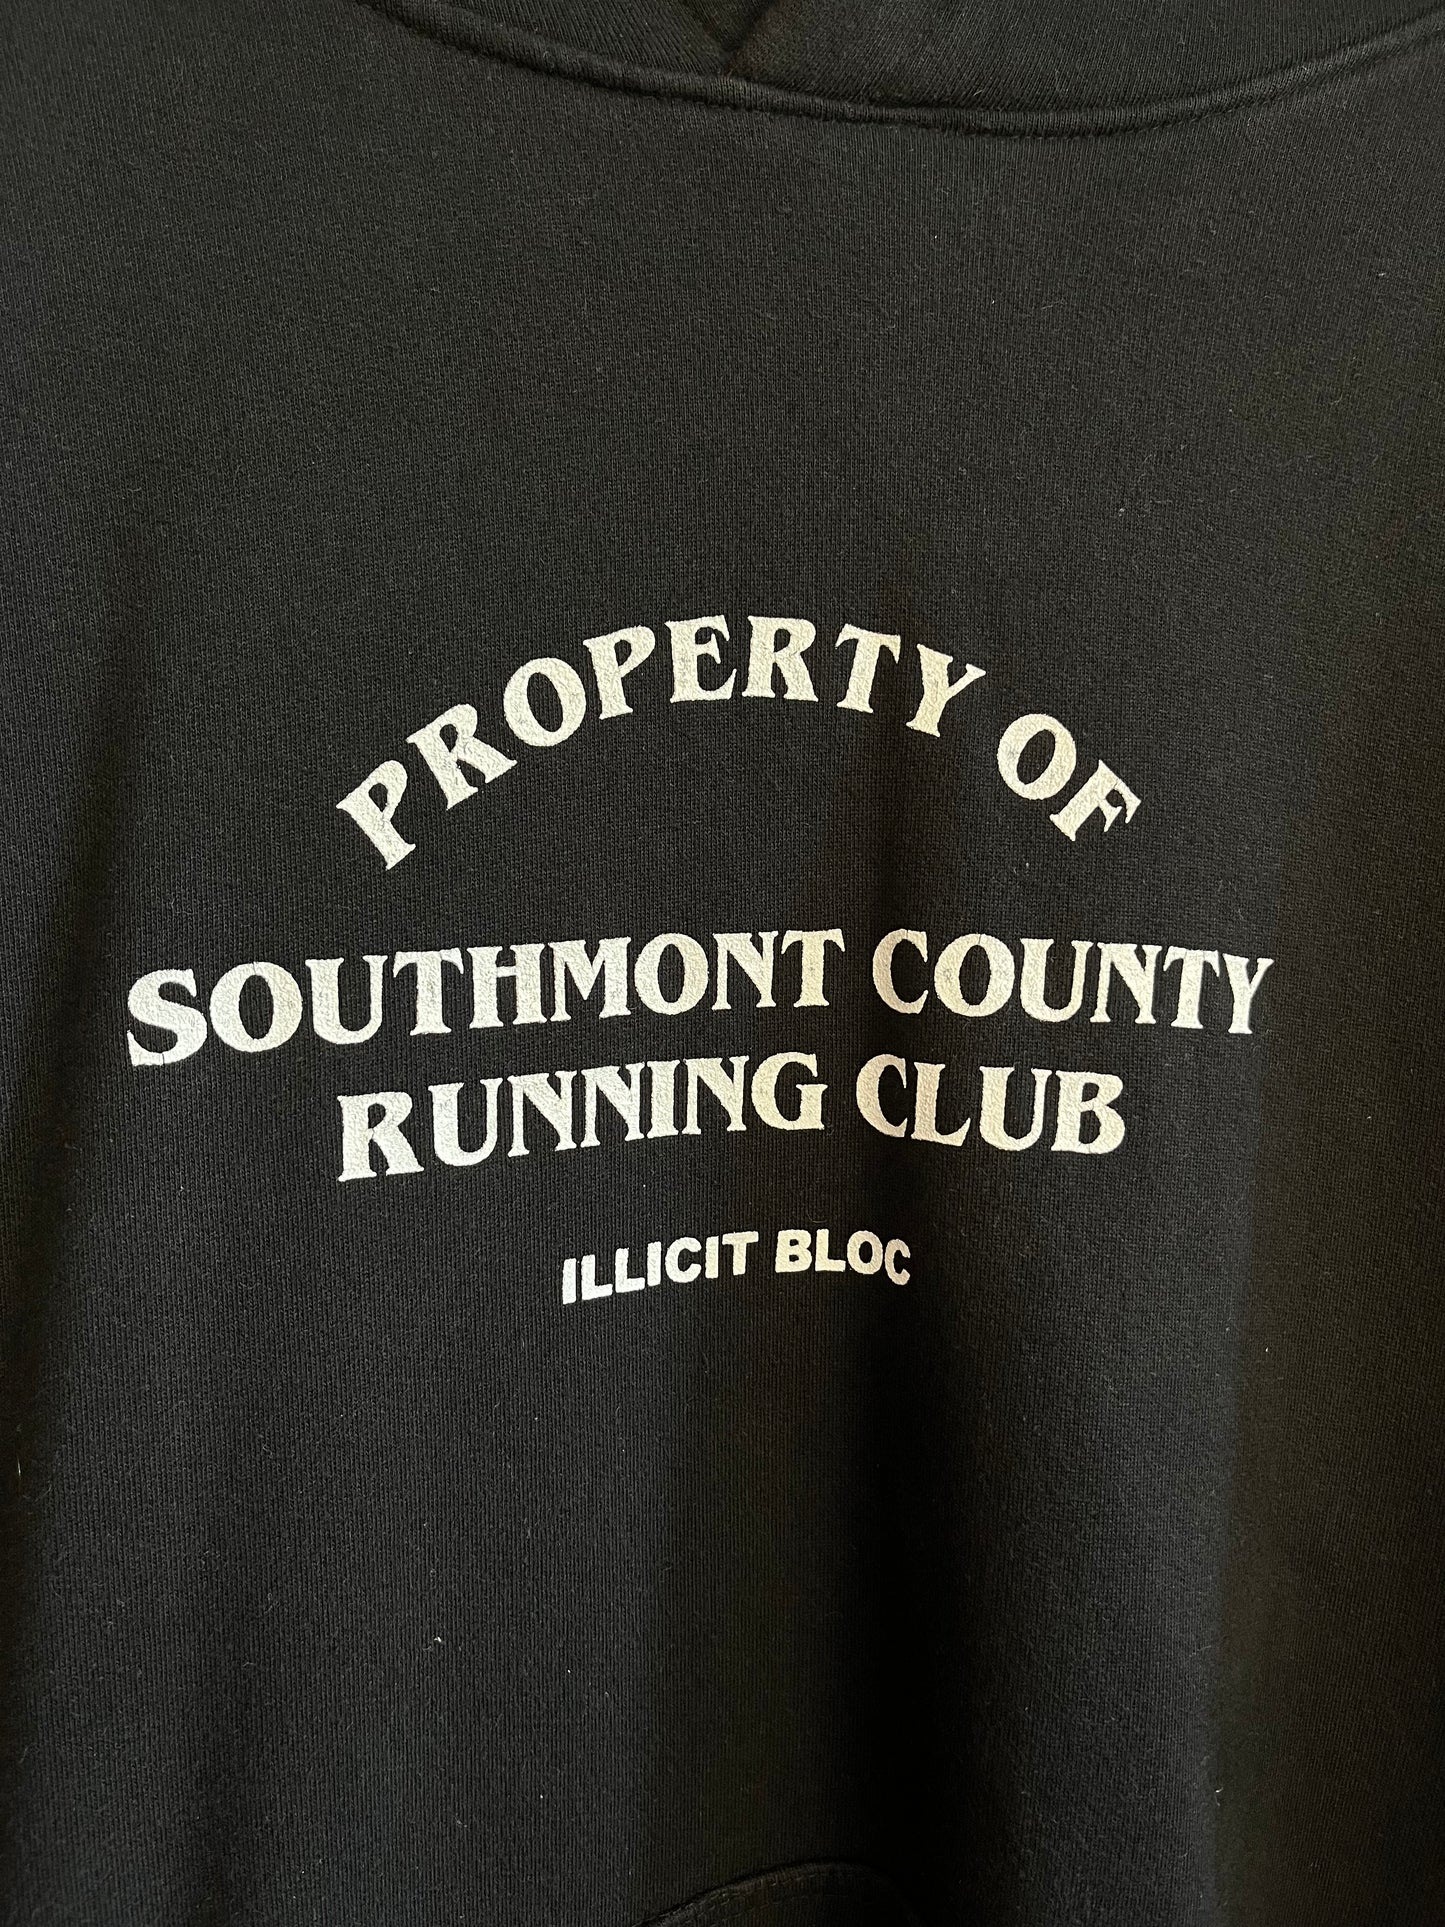 PROPERTY OF
SOUTHMONT COUNTY
RUNNING CLUB
ILLICIT BLOC